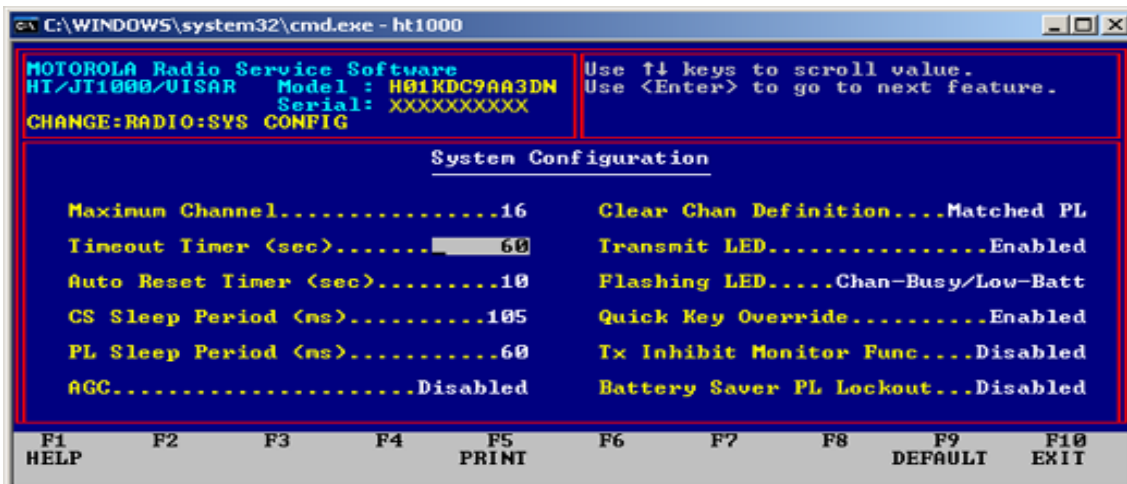 C:\WINDOWS\system32\cmd.exe - ht1000
MOTOROLA Radio Service Software
HT/JT1000/VISAR Model : H01KDC9AA3DN
Serial: XXXXXXXXXX
CHANGE:RADIO:SYS CONFIG
Use ↑↓ keys to scroll value.
Use <Enter> to go to next feature.
System Configuration
Maximum Channel.................16
Timeout Timer (sec).......60
Auto Reset Timer (sec)..........10
CS Sleep Period (ms)..........105
PL Sleep Period (ms)............60
AGC.......................Disabled
Clear Chan Definition....Matched PL
Transmit LED.................Enabled
Flashing LED.....Chan-Busy/Low-Batt
Quick Key Override..........Enabled
Tx Inhibit Monitor Func....Disabled
Battery Saver PL Lockout...Disabled
F1 F2 F3 F4 F5 F6 F7 F8 F9 F10
HELP PRINT DEFAULT EXIT